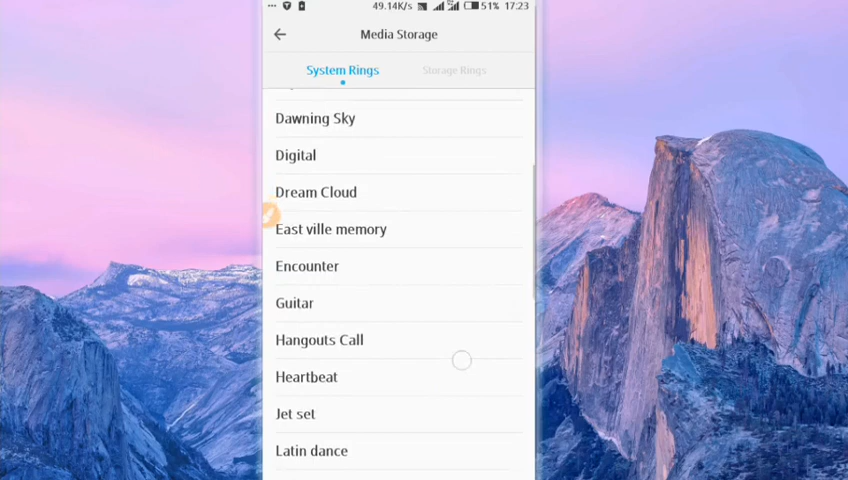 49.14K/s 51% 17:23
Media Storage
System Rings Storage Rings
Dawning Sky
Digital
Dream Cloud
East ville memory
Encounter
Guitar
Hangouts Call
Heartbeat
Jet set
Latin dance